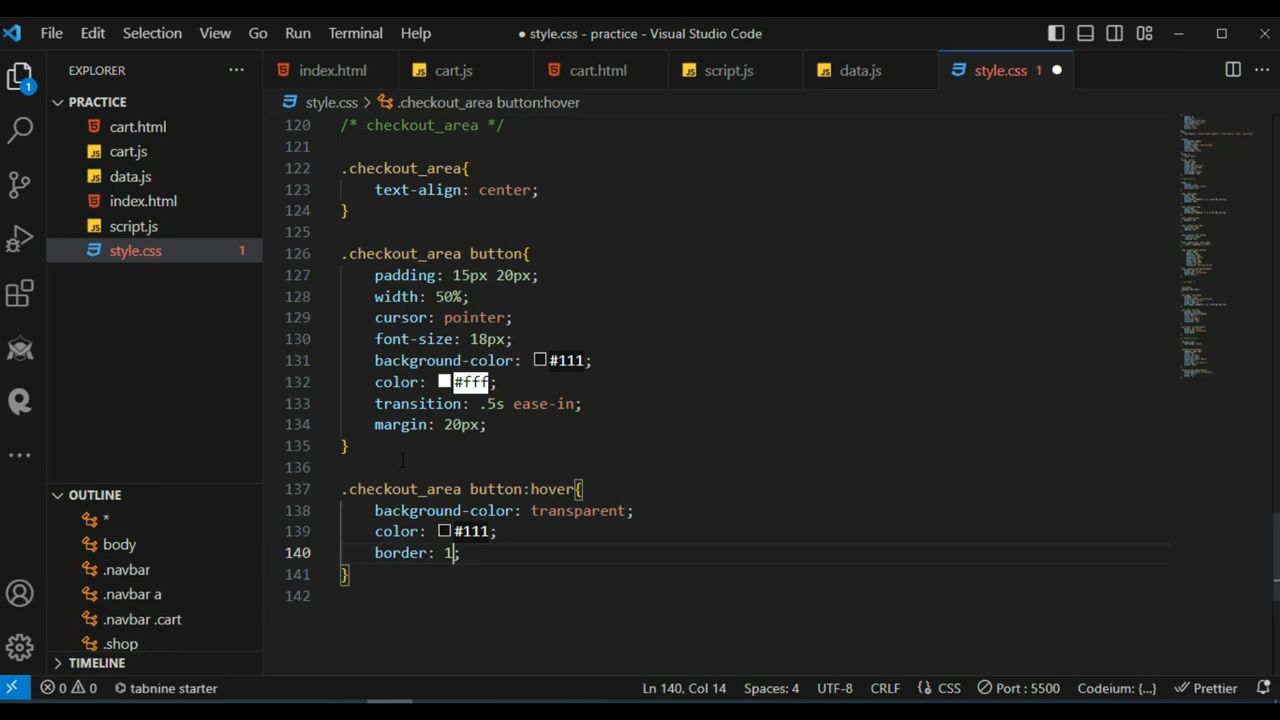 File Edit Selection View Go Run Terminal Help
● style.css - practice - Visual Studio Code
EXPLORER ···
index.html
JS cart.js
cart.html
JS script.js
JS data.js
style.css 1 ●
style.css > .checkout_area button:hover
1
PRACTICE
cart.html
JS cart.js
JS data.js
index.html
JS script.js
style.css 1
OUTLINE
*
body
.navbar
.navbar a
.navbar .cart
.shop
TIMELINE
120 /* checkout_area */
121
122 .checkout_area{
123 text-align: center;
124 }
125
126 .checkout_area button{
127 padding: 15px 20px;
128 width: 50%;
129 cursor: pointer;
130 font-size: 18px;
131 background-color: #111;
132 color: #fff;
133 transition: .5s ease-in;
134 margin: 20px;
135 }
136
137 .checkout_area button:hover{
138 background-color: transparent;
139 color: #111;
140 border: 1;
141 }
142
0 0 tabnine starter Ln 140, Col 14 Spaces: 4 UTF-8 CRLF {} CSS Port : 5500 Codeium: {...} Prettier